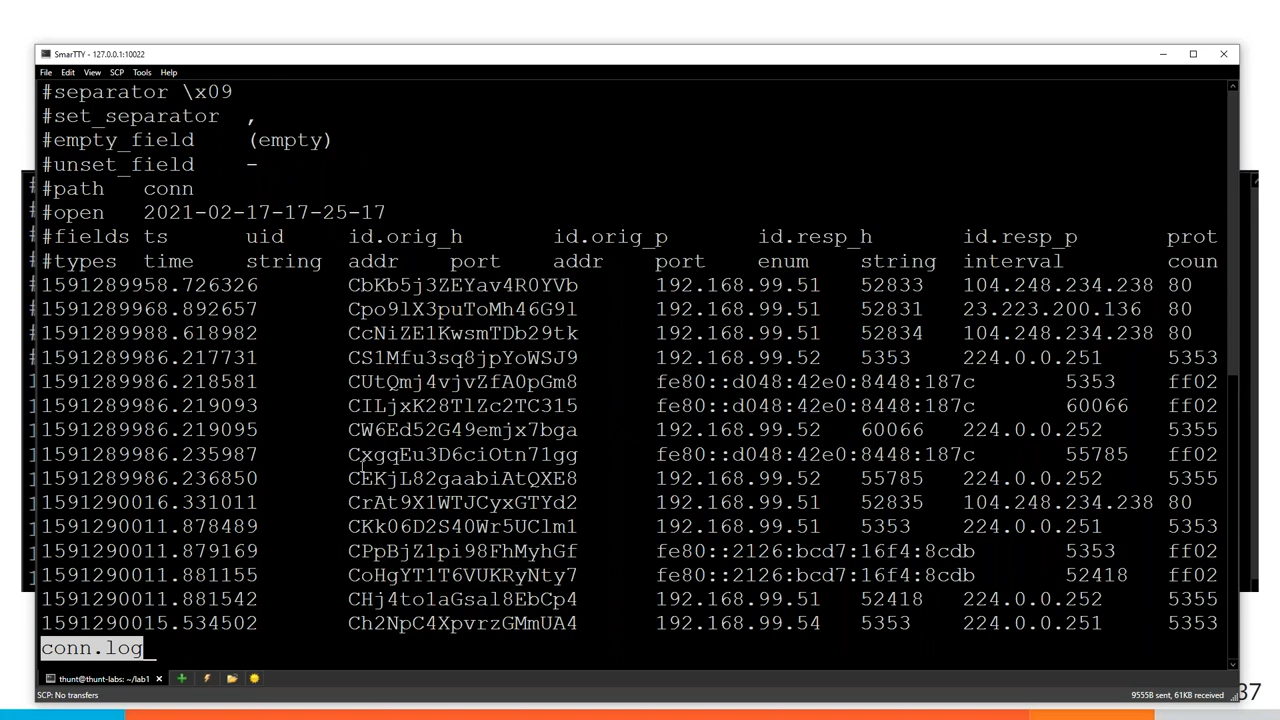 SmarTTY - 127.0.0.1:10022
File Edit View SCP Tools Help
#separator \x09
#set_separator ,
#empty_field (empty)
#unset_field -
#path conn
#open 2021-02-17-17-25-17
#fields ts uid id.orig_h id.orig_p id.resp_h id.resp_p prot
#types time string addr port addr port enum string interval coun
1591289958.726326 CbKb5j3ZEYav4R0YVb 192.168.99.51 52833 104.248.234.238 80
1591289968.892657 Cpo9lX3puToMh46G9l 192.168.99.51 52831 23.223.200.136 80
1591289988.618982 CcNiZE1KwsmTDb29tk 192.168.99.51 52834 104.248.234.238 80
1591289986.217731 CS1Mfu3sq8jpYoWSJ9 192.168.99.52 5353 224.0.0.251 5353
1591289986.218581 CUtQmj4vjvZfA0pGm8 fe80::d048:42e0:8448:187c 5353 ff02
1591289986.219093 CILjxK28TlZc2TC315 fe80::d048:42e0:8448:187c 60066 ff02
1591289986.219095 CW6Ed52G49emjx7bga 192.168.99.52 60066 224.0.0.252 5355
1591289986.235987 CxgqEu3D6ciOtn71gg fe80::d048:42e0:8448:187c 55785 ff02
1591289986.236850 CEKjL82gaabiAtQXE8 192.168.99.52 55785 224.0.0.252 5355
1591290016.331011 CrAt9X1WTJCyxGTYd2 192.168.99.51 52835 104.248.234.238 80
1591290011.878489 CKk06D2S40Wr5UClm1 192.168.99.51 5353 224.0.0.251 5353
1591290011.879169 CPpBjZ1pi98FhMyhGf fe80::2126:bcd7:16f4:8cdb 5353 ff02
1591290011.881155 CoHgYT1T6VUKRyNty7 fe80::2126:bcd7:16f4:8cdb 52418 ff02
1591290011.881542 CHj4to1aGsal8EbCp4 192.168.99.51 52418 224.0.0.252 5355
1591290015.534502 Ch2NpC4XpvrzGMmUA4 192.168.99.54 5353 224.0.0.251 5353
conn.log
thunt@thunt-labs: ~/lab1
SCP: No transfers 9555B sent, 61KB received
37